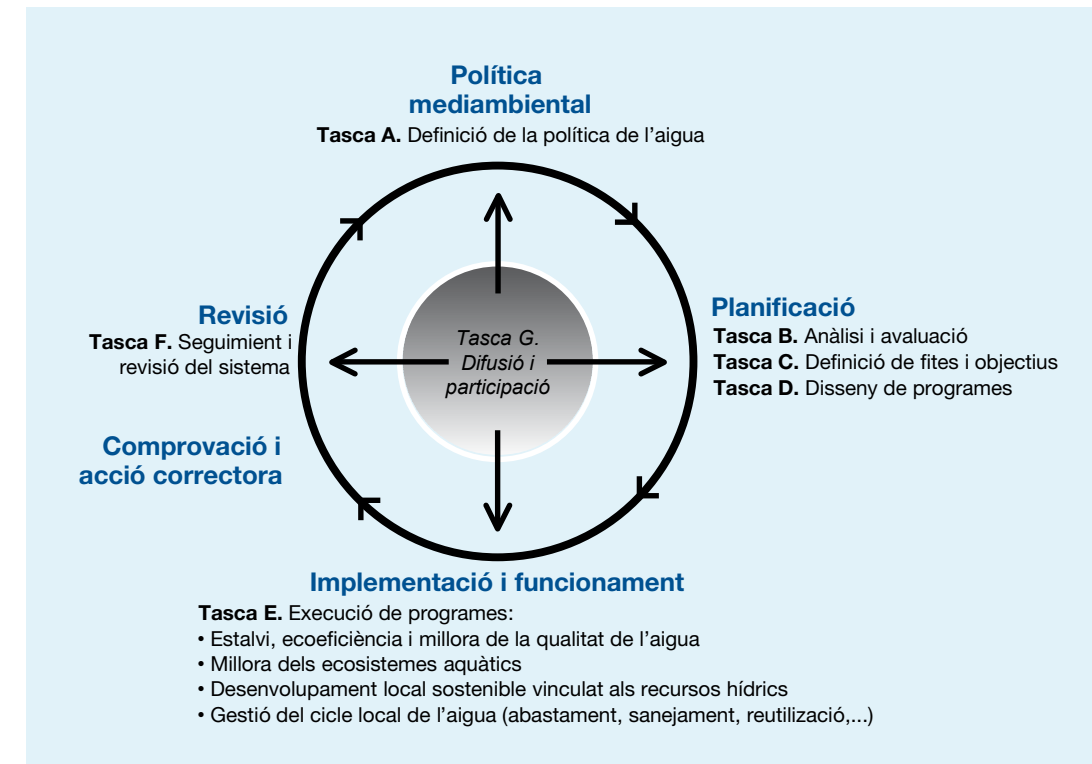 Política
mediambiental
Tasca A. Definició de la política de l’aigua
Planificació
Tasca B. Anàlisi i avaluació
Tasca C. Definició de fites i objectius
Tasca D. Disseny de programes
Tasca G.
Difusió i
participació
Revisió
Tasca F. Seguimient i
revisió del sistema
Comprovació i
acció correctora
Implementació i funcionament
Tasca E. Execució de programes:
• Estalvi, ecoeficiència i millora de la qualitat de l’aigua
• Millora dels ecosistemes aquàtics
• Desenvolupament local sostenible vinculat als recursos hídrics
• Gestió del cicle local de l’aigua (abastament, sanejament, reutilizació,...)